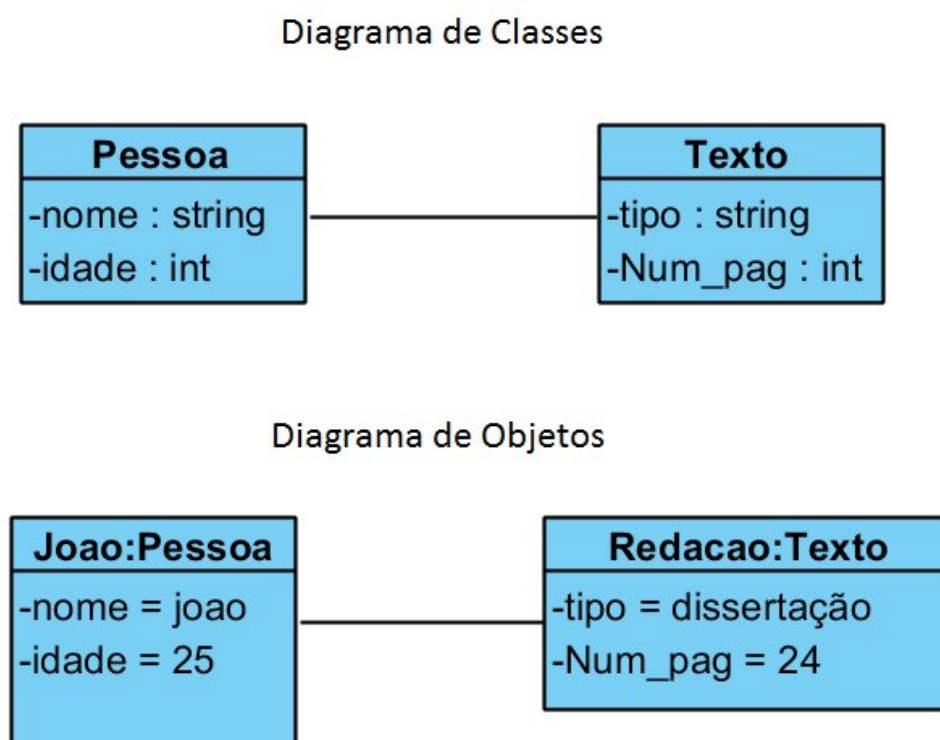 Diagrama de Classes
Pessoa
-nome : string
-idade : int
Texto
-tipo : string
-Num_pag : int
Diagrama de Objetos
Joao:Pessoa
-nome = joao
-idade = 25
Redacao:Texto
-tipo = dissertação
-Num_pag = 24